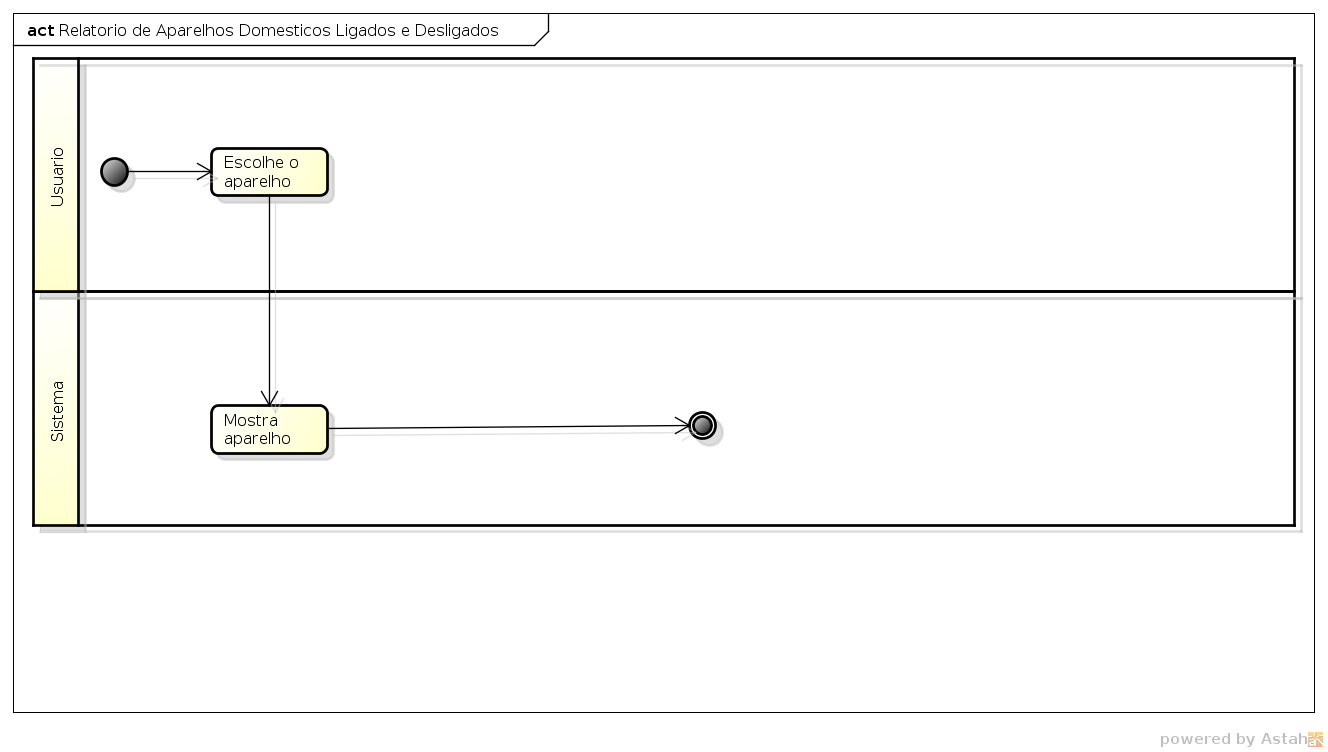 act Relatorio de Aparelhos Domesticos Ligados e Desligados
Usuario
Escolhe o
aparelho
Sistema
Mostra
aparelho
powered by Astah